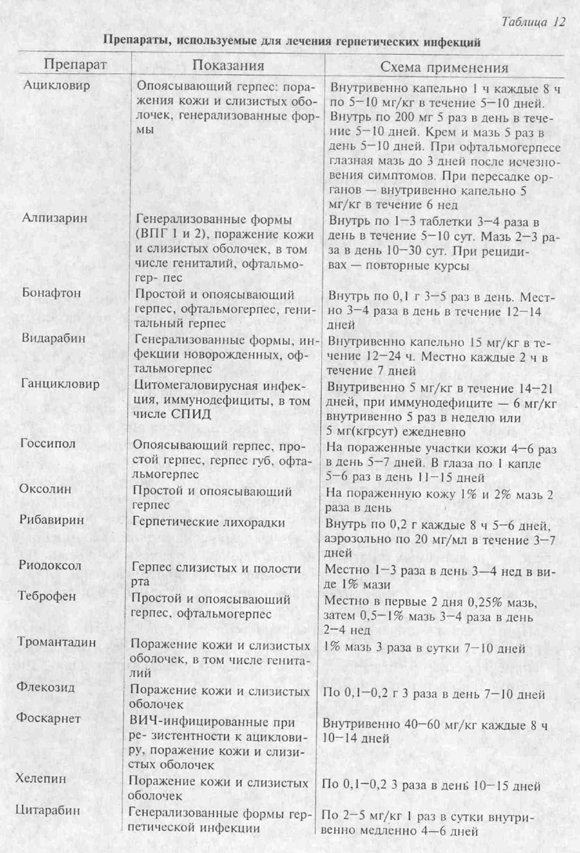 Таблица 12
Препараты, используемые для лечения герпетических инфекций
Препарат Показания Схема применения
Ацикловир Опоясывающий герпес: пора- Внутривенно капельно 1 ч каждые 8 ч
жения кожи и слизистых обо- по 5–10 мг/кг в течение 5–10 дней.
лочек, генерализованные фор- Внутрь по 200 мг 5 раз в день в тече-
мы ние 5–10 дней. Крем и мазь 5 раз в
день 5–10 дней. При офтальмогерпесе
глазная мазь до 3 дней после исчезно-
вения симптомов. При пересадке ор-
ганов — внутривенно капельно 5
мг/кг в течение 6 нед
Алпизарин Генерализованные формы Внутрь по 1–3 таблетки 3–4 раза в
(ВПГ 1 и 2), поражение кожи день в течение 5–10 сут. Мазь 2–3 ра-
и слизистых оболочек, в том за в день 10–30 сут. При рециди-
числе гениталий, офтальмо- вах — повторные курсы
гер- пес
Бонафтон Простой и опоясывающий Внутрь по 0,1 г 3–5 раз в день. Мест-
герпес, офтальмогерпес, гени- но 3–4 раза в день в течение 12–14
тальный герпес дней
Видарабин Генерализованные формы, ин- Внутривенно капельно 15 мг/кг в те-
фекции новорожденных, оф- чение 12–24 ч. Местно каждые 2 ч в
тальмогерпес течение 7 дней
Ганцикловир Цитомегаловирусная инфек- Внутривенно 5 мг/кг в течение 14–21
ция, иммунодефициты, в том дней, при иммунодефиците — 6 мг/кг
числе СПИД внутривенно 5 раз в неделю или
5 мг(кгрсут) ежедневно
Госсипол Опоясывающий герпес, про- На пораженные участки кожи 4–6 раз
стой герпес, герпес губ, офта- в день 5–7 дней. В глаза по 1 капле
льмогерпес 5–6 раз в день 11–15 дней
Оксолин Простой и опоясывающий На пораженную кожу 1% и 2% мазь 2
герпес раза в день
Рибавирин Герпетические лихорадки Внутрь по 0,2 г каждые 8 ч 5–6 дней,
аэрозольно по 20 мг/мл в течение 3–7
дней
Риодоксол Герпес слизистых и полости Местно 1–3 раза в день 3–4 нед в ви-
рта де 1% мази
Теброфен Простой и опоясывающий Местно в первые 2 дня 0,25% мазь,
герпес, офтальмогерпес затем 0,5–1% мазь 3–4 раза в день
2–4 нед
Тромантадин Поражение кожи и слизистых 1% мазь 3 раза в сутки 7–10 дней
оболочек, в том числе генита-
лий
Флекозид Поражение кожи и слизистых По 0,1–0,2 г 3 раза в день 7–10 дней
оболочек
Фоскарнет ВИЧ-инфицированные при Внутривенно 40–60 мг/кг каждые 8 ч
ре- зистентности к ациклови- 10–14 дней
ру, поражение кожи и слизи-
стых оболочек
Хелепин Поражение кожи и слизистых По 0,1–0,2 3 раза в день 10–15 дней
оболочек
Цитарабин Генерализованные формы гер- По 2–5 мг/кг 1 раз в сутки внутри-
петической инфекции венно медленно 4–6 дней